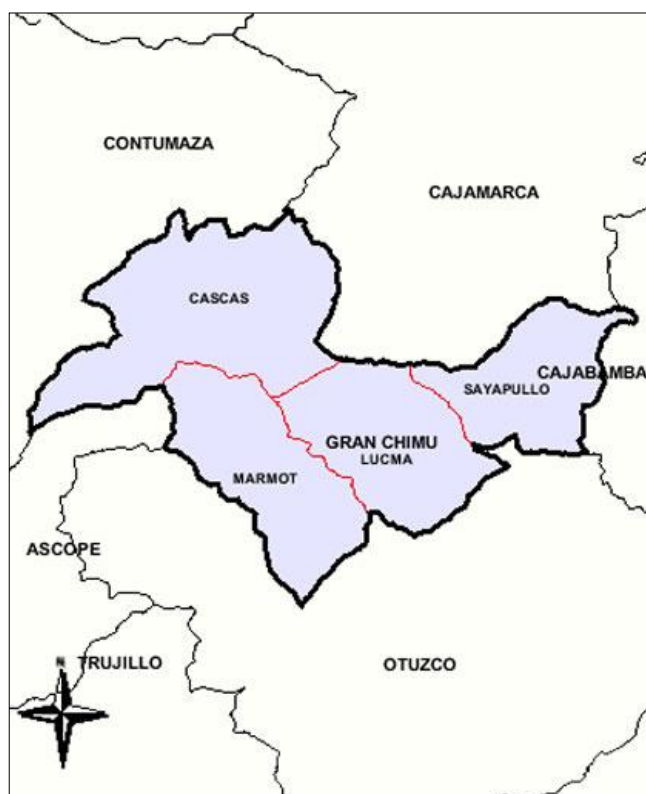 CONTUMAZA
CAJAMARCA
CASCAS
CAJABAMBA
SAYAPULLO
GRAN CHIMU
LUCMA
MARMOT
ASCOPE
N
TRUJILLO
OTUZCO